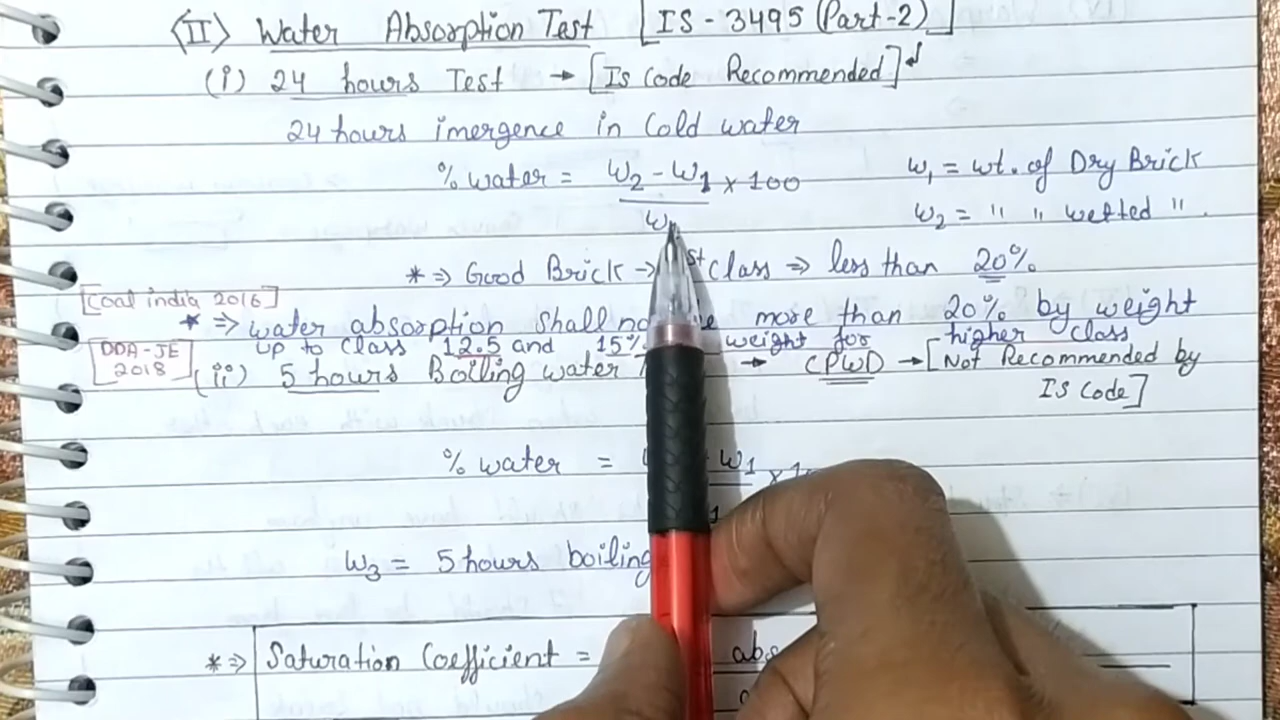 <II> Water Absorption Test [IS - 3495 (Part-2)]
(i) 24 hours Test → [Is Code Recommended]
24 hours imergence in Cold water
% water = W2 - W1 / W × 100
W1 = wt. of Dry Brick
W2 = " " wetted ".
* ⇒ Good Brick → st Class ⇒ less than 20%.
[Coal india 2016]
* ⇒ water absorption Shall more than 20% by weight
up to Class 12.5 and 15% weight for higher Class
[DDA-JE 2018]
(ii) 5 hours Boiling water → CPWD → [Not Recommended by
IS Code]
% water = W1 ×
W3 = 5 hours boiling
* ⇒ Saturation Coefficient =